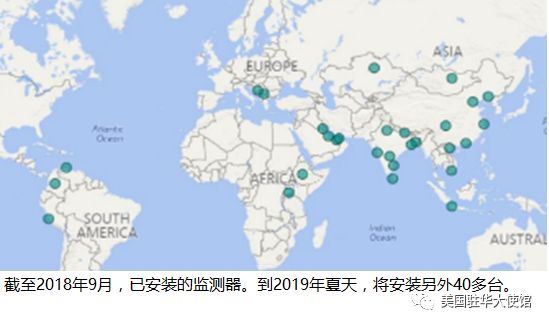 ASIA
EUROPE
Atlantic
Ocean
AFRICA
SOUTH
AMERICA
Indian
Ocean
AUSTRAL
截至2018年9月，已安装的监测器。到2019年夏天，将安装另外40多台。
美国驻华大使馆